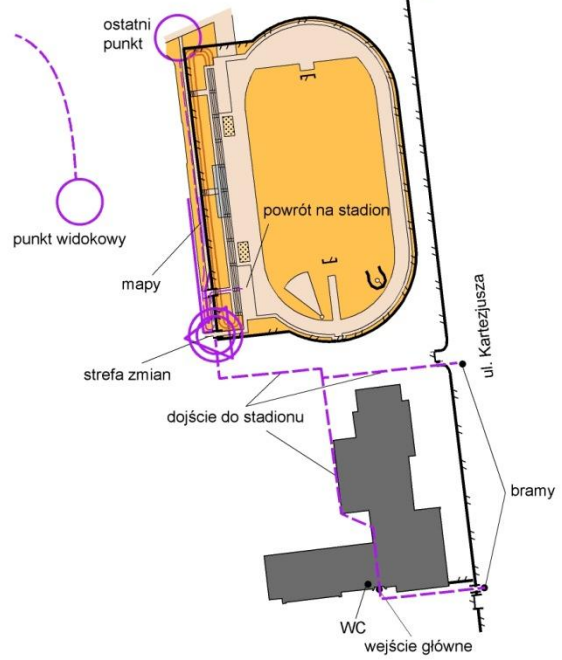 ostatni
punkt
powrót na stadion
punkt widokowy
mapy
ul. Kartezjusza
strefa zmian
dojście do stadionu
bramy
WC
wejście główne